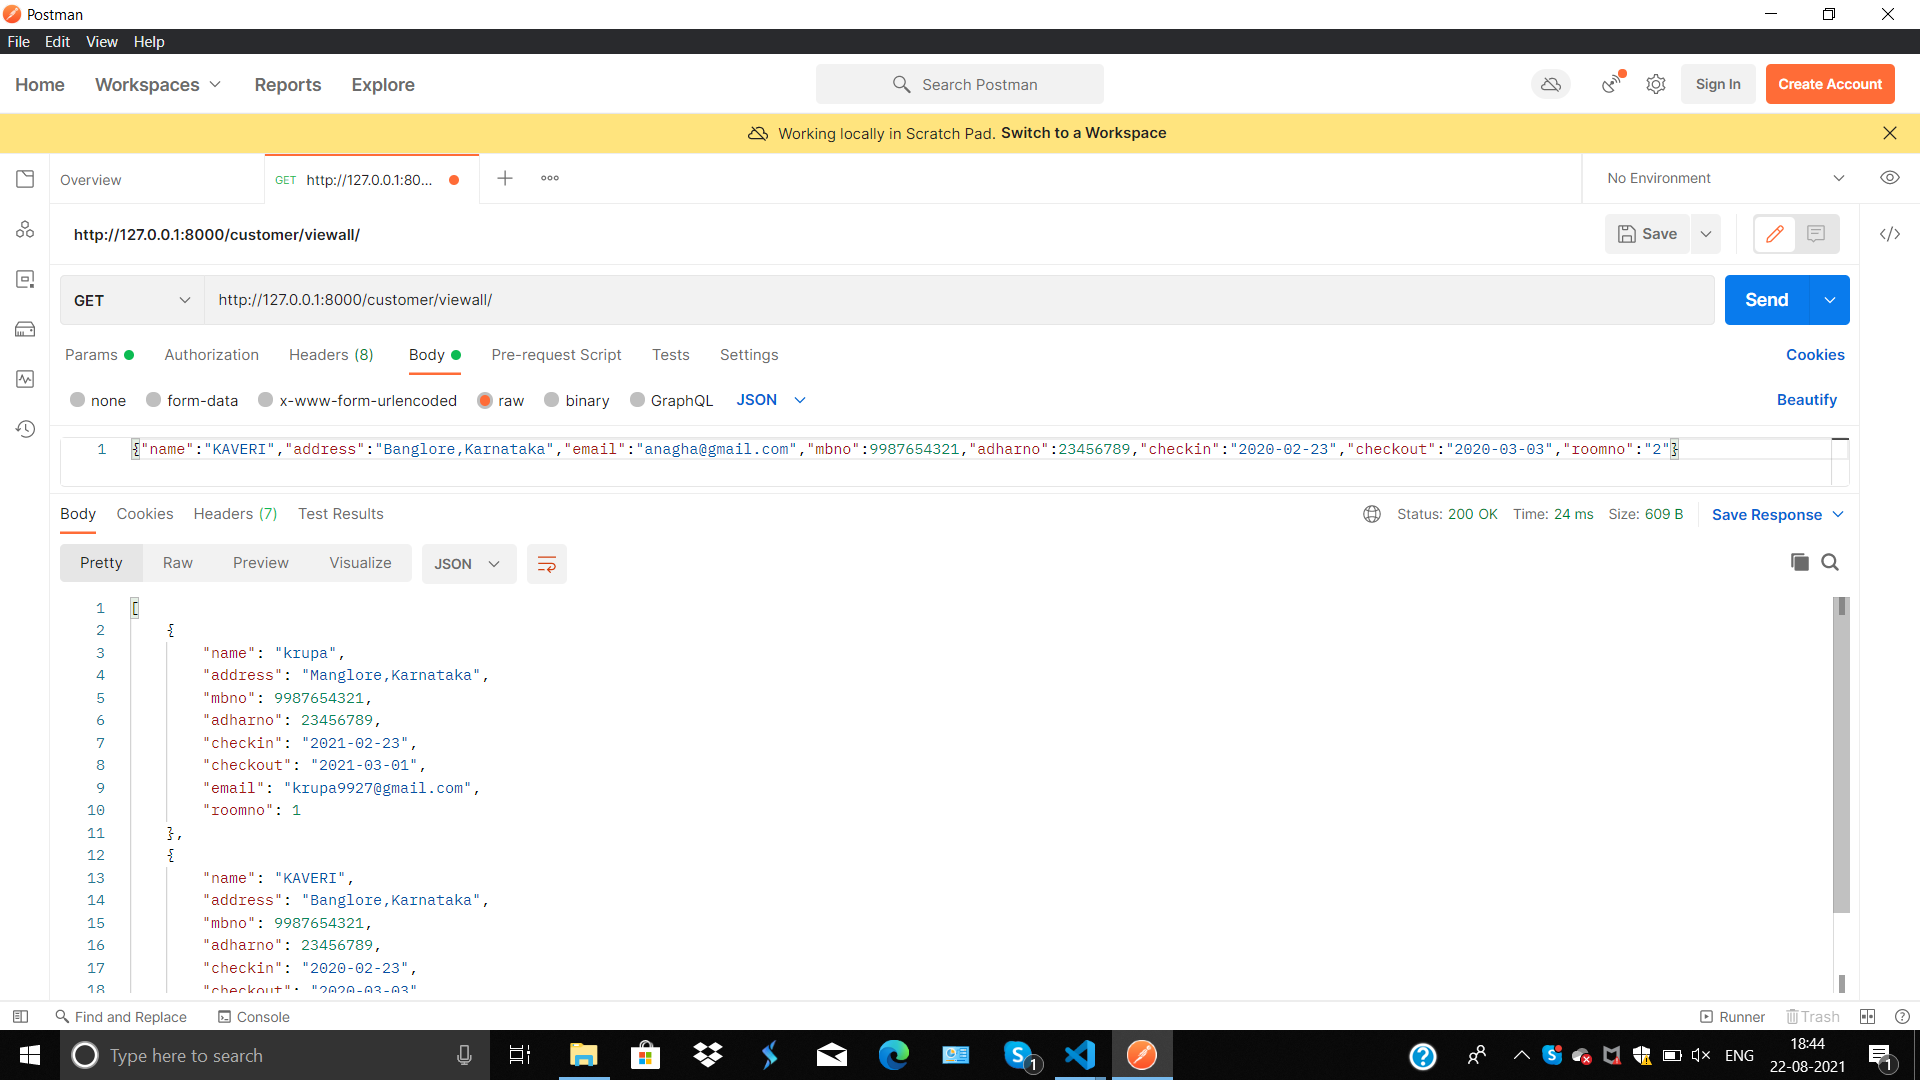 Postman
File Edit View Help
Home Workspaces Reports Explore Search Postman Sign In Create Account
Working locally in Scratch Pad. Switch to a Workspace
Overview GET http://127.0.0.1:80... No Environment
http://127.0.0.1:8000/customer/viewall/ Save
GET http://127.0.0.1:8000/customer/viewall/ Send
Params Authorization Headers (8) Body Pre-request Script Tests Settings Cookies
none form-data x-www-form-urlencoded raw binary GraphQL JSON Beautify
1 {"name":"KAVERI","address":"Banglore,Karnataka","email":"anagha@gmail.com","mbno":9987654321,"adharno":23456789,"checkin":"2020-02-23","checkout":"2020-03-03","roomno":"2"}
Body Cookies Headers (7) Test Results Status: 200 OK Time: 24 ms Size: 609 B Save Response
Pretty Raw Preview Visualize JSON
1 [
2 {
3 "name": "krupa",
4 "address": "Manglore,Karnataka",
5 "mbno": 9987654321,
6 "adharno": 23456789,
7 "checkin": "2021-02-23",
8 "checkout": "2021-03-01",
9 "email": "krupa9927@gmail.com",
10 "roomno": 1
11 },
12 {
13 "name": "KAVERI",
14 "address": "Banglore,Karnataka",
15 "mbno": 9987654321,
16 "adharno": 23456789,
17 "checkin": "2020-02-23",
18 "checkout": "2020-03-03"
Find and Replace Console Runner Trash
Type here to search 1 ENG 18:44
22-08-2021 1